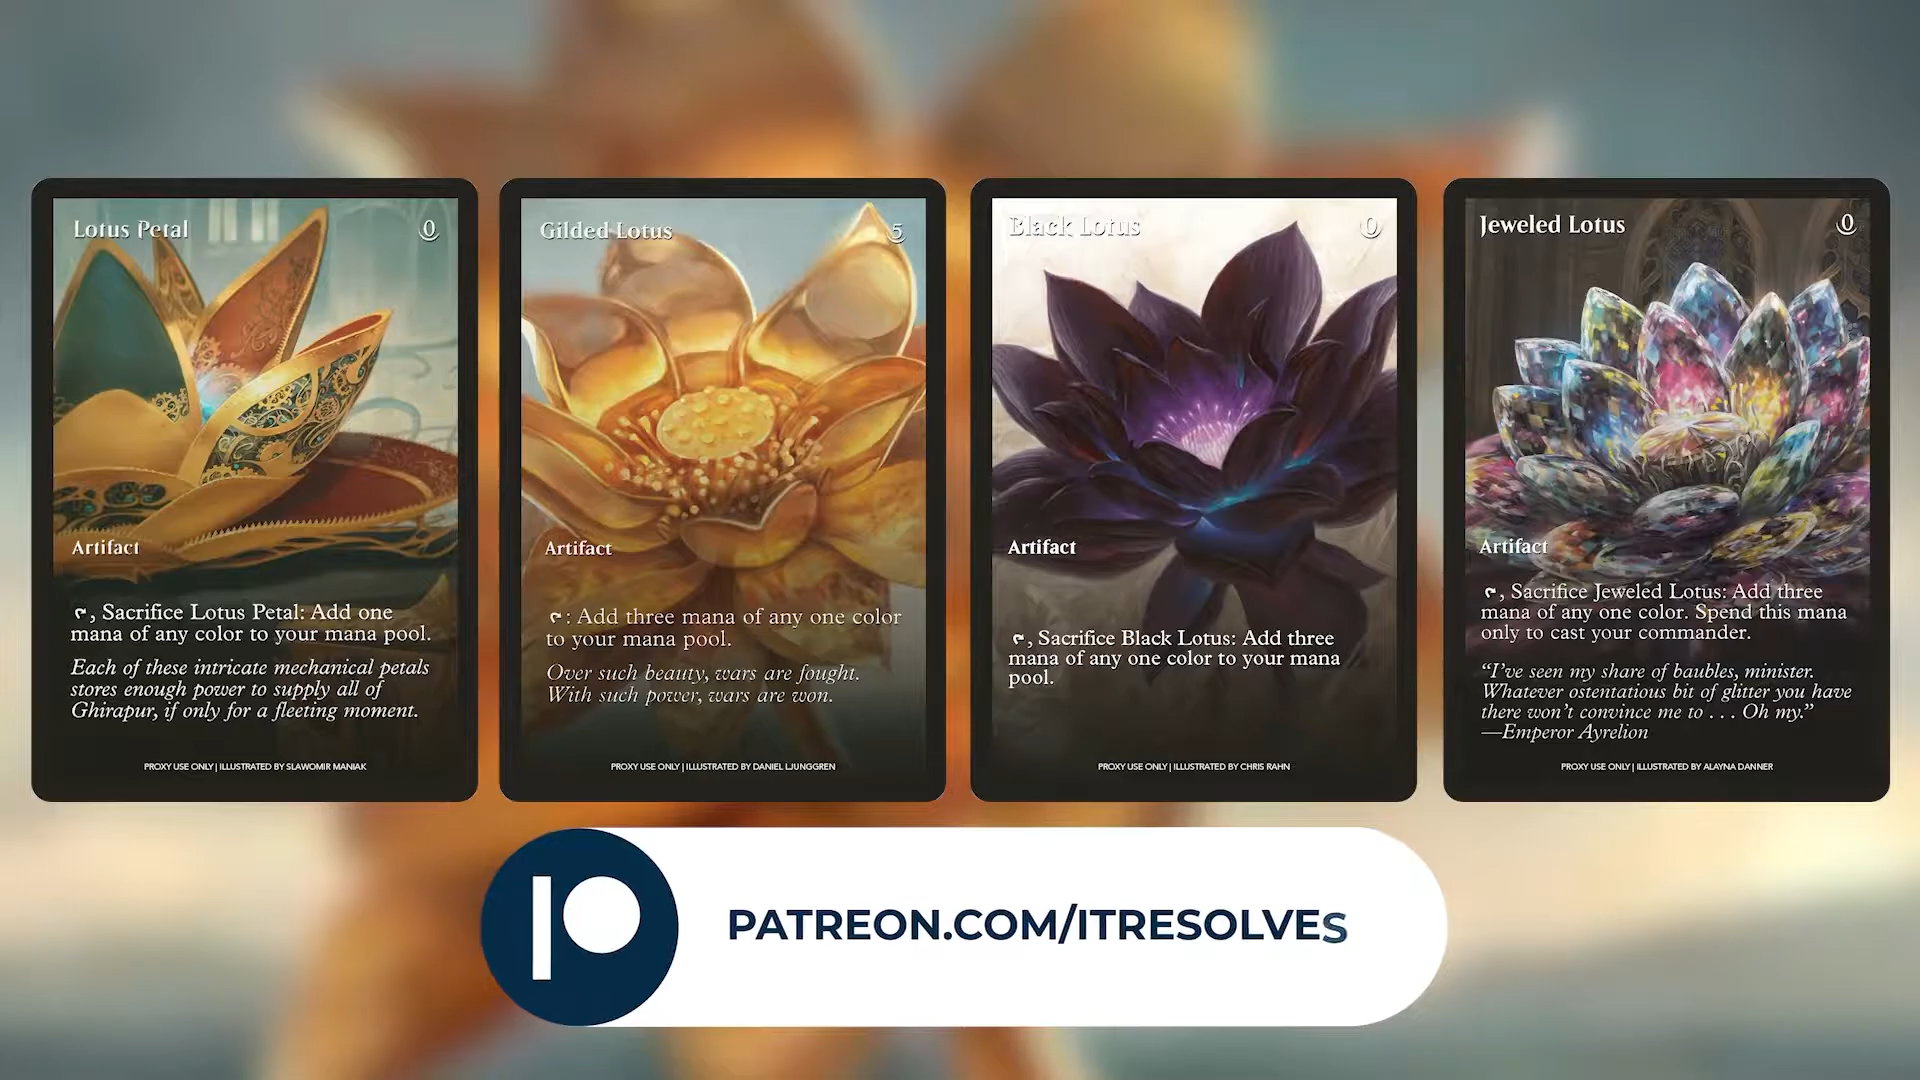 Lotus Petal 0
Artifact
, Sacrifice Lotus Petal: Add one
mana of any color to your mana pool.
Each of these intricate mechanical petals
stores enough power to supply all of
Ghirapur, if only for a fleeting moment.
PROXY USE ONLY | ILLUSTRATED BY SLAWOMIR MANIAK
Gilded Lotus 5
Artifact
: Add three mana of any one color
to your mana pool.
Over such beauty, wars are fought.
With such power, wars are won.
PROXY USE ONLY | ILLUSTRATED BY DANIEL LJUNGGREN
Black Lotus 0
Artifact
, Sacrifice Black Lotus: Add three
mana of any one color to your mana
pool.
PROXY USE ONLY | ILLUSTRATED BY CHRIS RAHN
Jeweled Lotus 0
Artifact
, Sacrifice Jeweled Lotus: Add three
mana of any one color. Spend this mana
only to cast your commander.
“I’ve seen my share of baubles, minister.
Whatever ostentatious bit of glitter you have
there won’t convince me to . . . Oh my.”
—Emperor Ayrelion
PROXY USE ONLY | ILLUSTRATED BY ALAYNA DANNER
PATREON.COM/ITRESOLVES